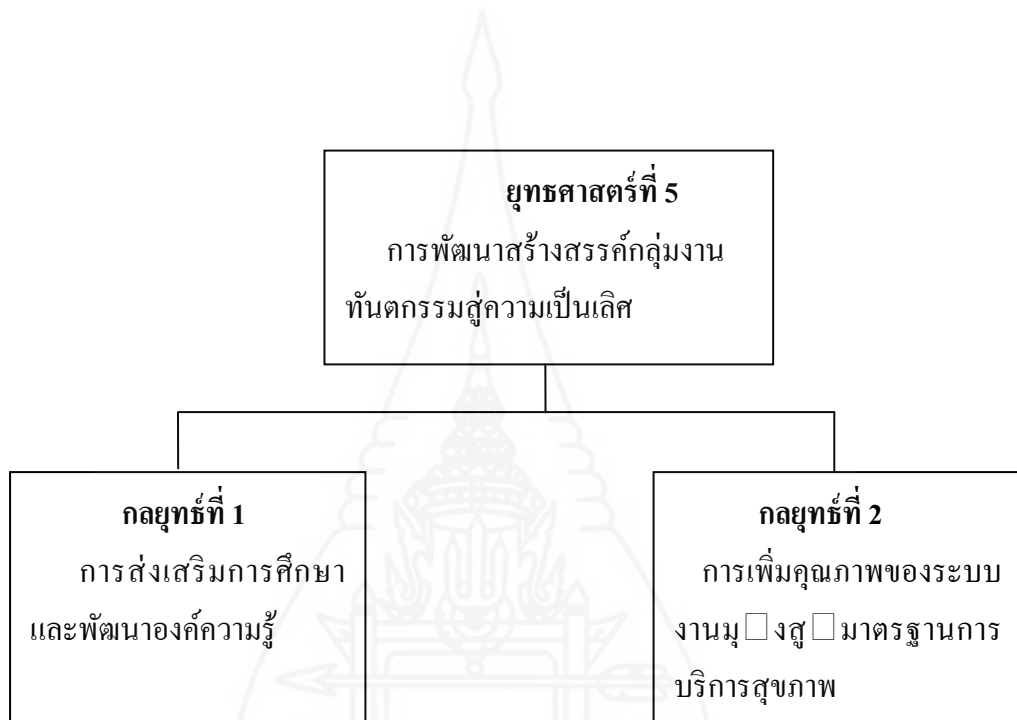 ยุทธศาสตร์ที่ 5
การพัฒนาสร้างสรรค์กลุ่มงาน
ทันตกรรมสู่ความเป็นเลิศ
กลยุทธ์ที่ 1
การส่งเสริมการศึกษา
และพัฒนาองค์ความรู้
กลยุทธ์ที่ 2
การเพิ่มคุณภาพของระบบ
งานมุ□งสู□มาตรฐานการ
บริการสุขภาพ